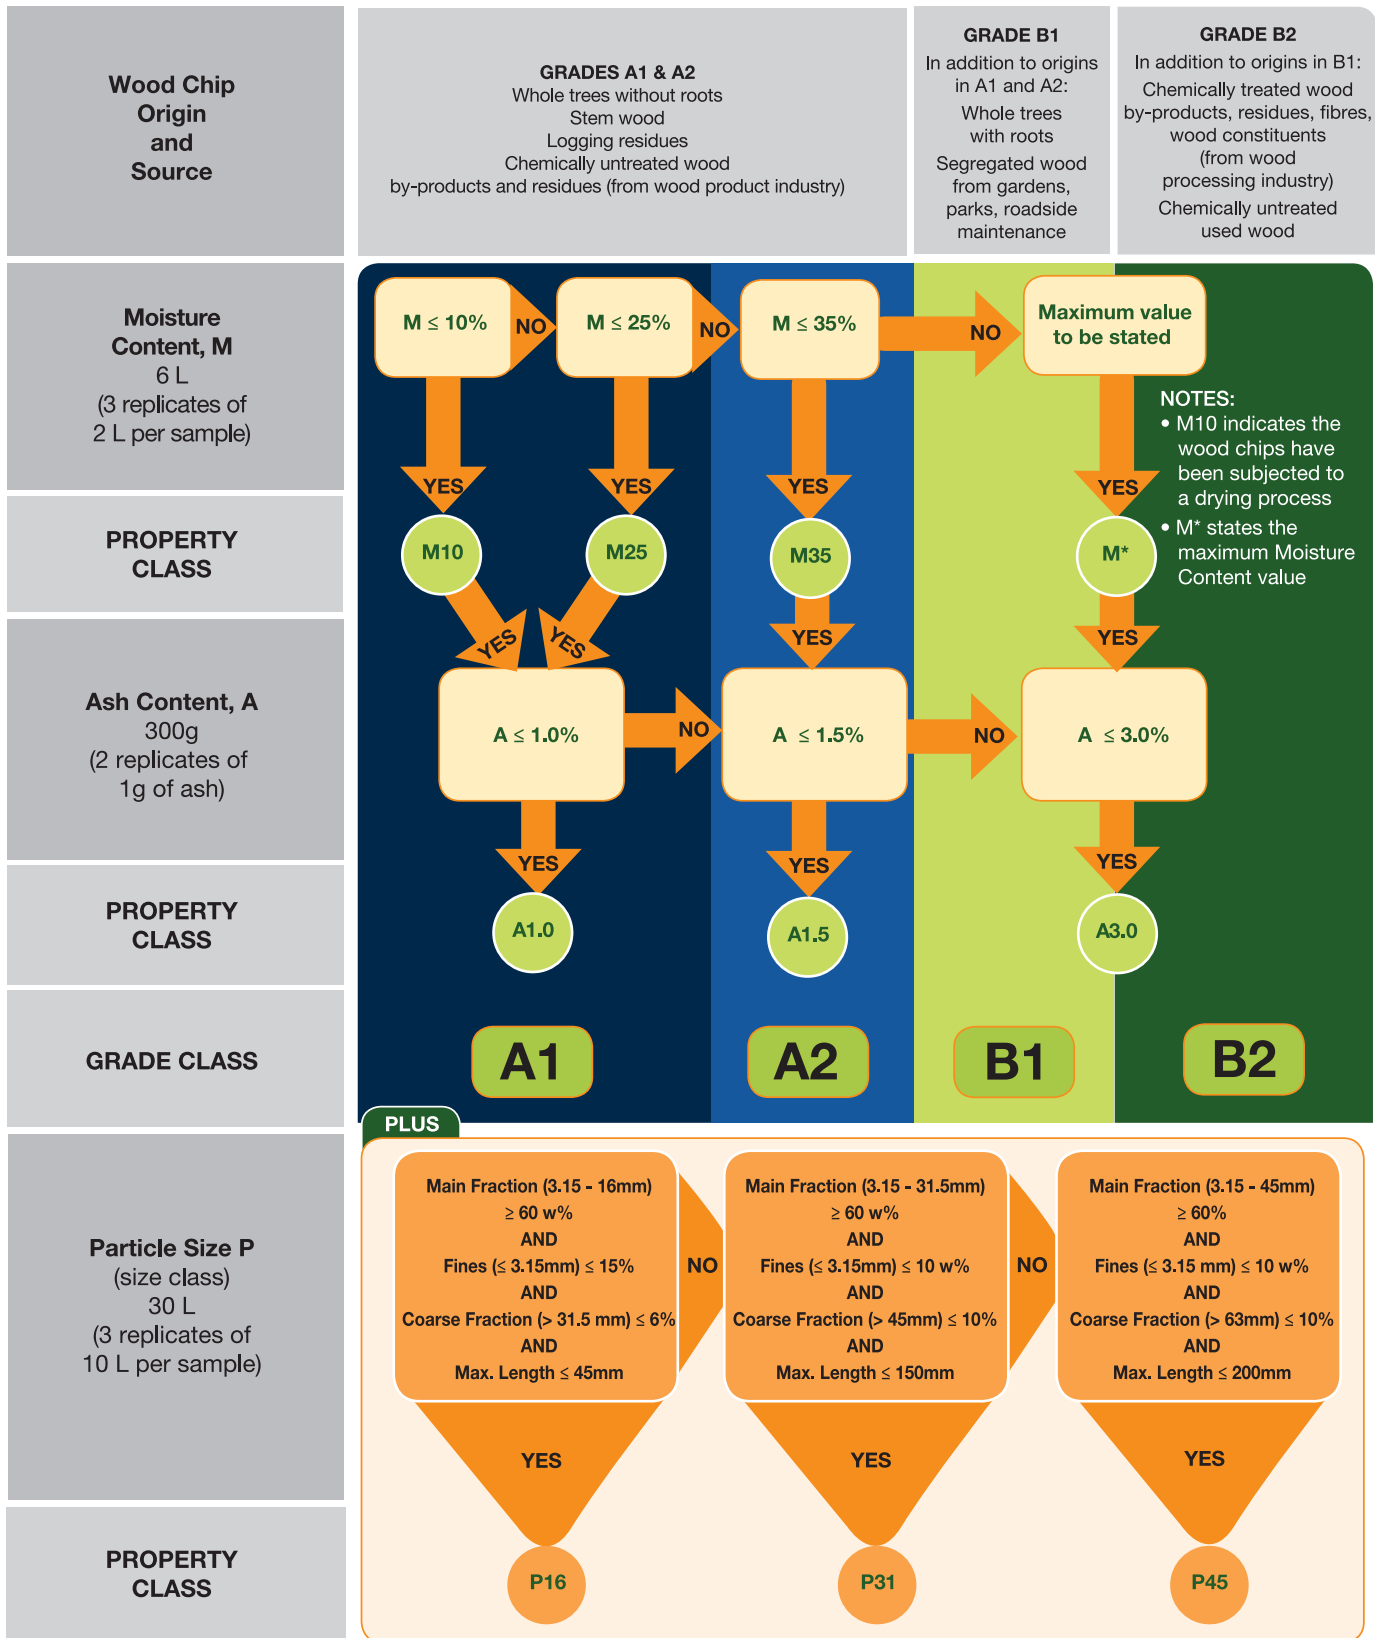 Wood Chip
Origin
and
Source
GRADES A1 & A2
Whole trees without roots
Stem wood
Logging residues
Chemically untreated wood
by-products and residues (from wood product industry)
GRADE B1
In addition to origins
in A1 and A2:
Whole trees
with roots
Segregated wood
from gardens,
parks, roadside
maintenance
GRADE B2
In addition to origins in B1:
Chemically treated wood
by-products, residues, fibres,
wood constituents
(from wood
processing industry)
Chemically untreated
used wood
Moisture
Content, M
6 L
(3 replicates of
2 L per sample)
M ≤ 10%
NO
M ≤ 25%
NO
M ≤ 35%
NO
Maximum value
to be stated
YES
YES
YES
YES
NOTES:
• M10 indicates the
wood chips have
been subjected to
a drying process
• M* states the
maximum Moisture
Content value
PROPERTY
CLASS
M10
M25
M35
M*
YES
YES
YES
YES
Ash Content, A
300g
(2 replicates of
1g of ash)
A ≤ 1.0%
NO
A ≤ 1.5%
NO
A ≤ 3.0%
YES
YES
YES
PROPERTY
CLASS
A1.0
A1.5
A3.0
GRADE CLASS
A1
A2
B1
B2
PLUS
Particle Size P
(size class)
30 L
(3 replicates of
10 L per sample)
Main Fraction (3.15 - 16mm)
≥ 60 w%
AND
Fines (≤ 3.15mm) ≤ 15%
AND
Coarse Fraction (> 31.5 mm) ≤ 6%
AND
Max. Length ≤ 45mm
NO
Main Fraction (3.15 - 31.5mm)
≥ 60 w%
AND
Fines (≤ 3.15mm) ≤ 10 w%
AND
Coarse Fraction (> 45mm) ≤ 10%
AND
Max. Length ≤ 150mm
NO
Main Fraction (3.15 - 45mm)
≥ 60%
AND
Fines (≤ 3.15 mm) ≤ 10 w%
AND
Coarse Fraction (> 63mm) ≤ 10%
AND
Max. Length ≤ 200mm
YES
YES
YES
PROPERTY
CLASS
P16
P31
P45